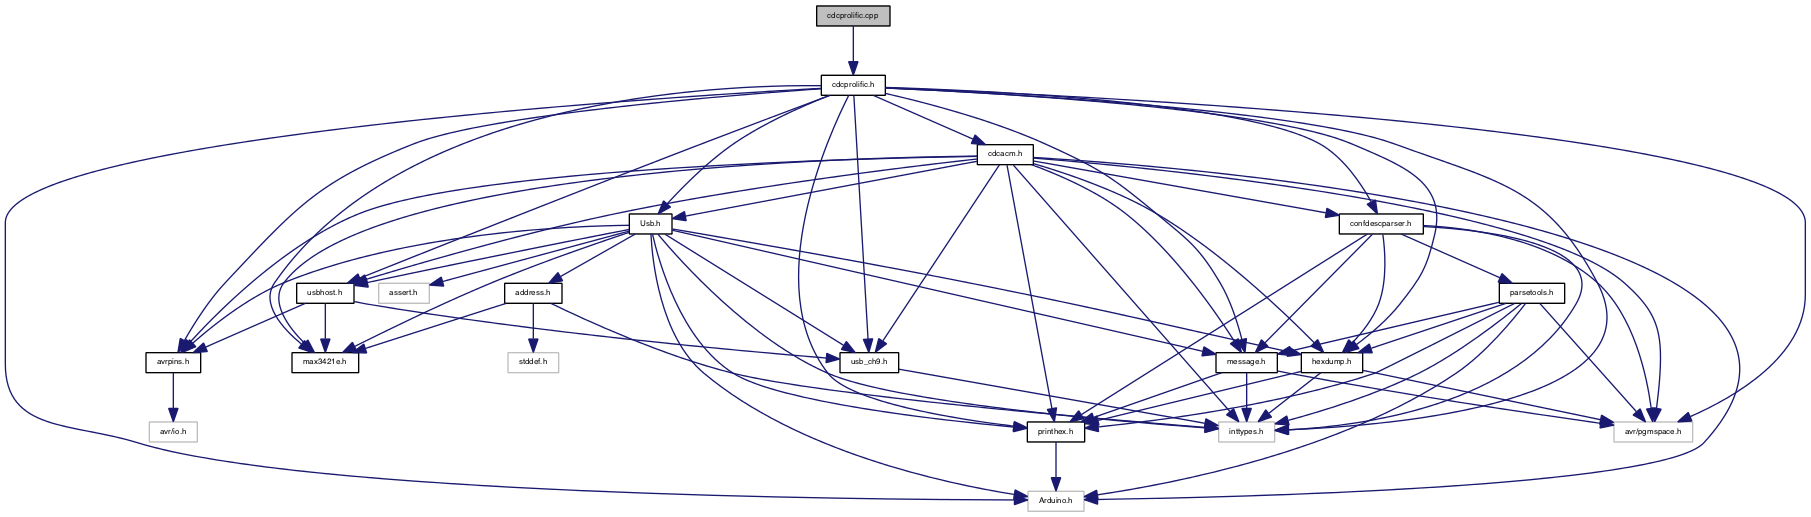 cdcprolific.cpp
cdcprolific.h
cdcacm.h
Usb.h
confdescparser.h
usbhost.h
assert.h
address.h
parsetools.h
avrpins.h
max3421e.h
stddef.h
usb_ch9.h
message.h
hexdump.h
avr/io.h
printhex.h
inttypes.h
avr/pgmspace.h
Arduino.h